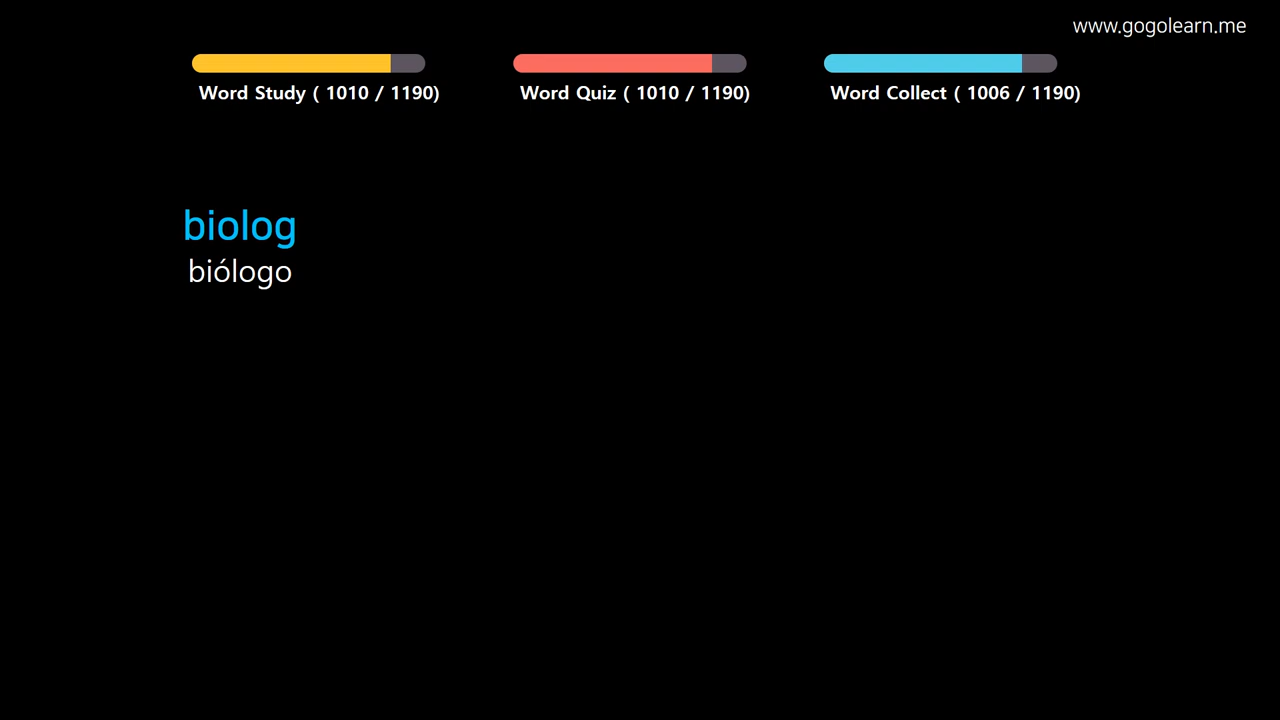 www.gogolearn.me
Word Study ( 1010 / 1190)
Word Quiz ( 1010 / 1190)
Word Collect ( 1006 / 1190)
biolog
biólogo